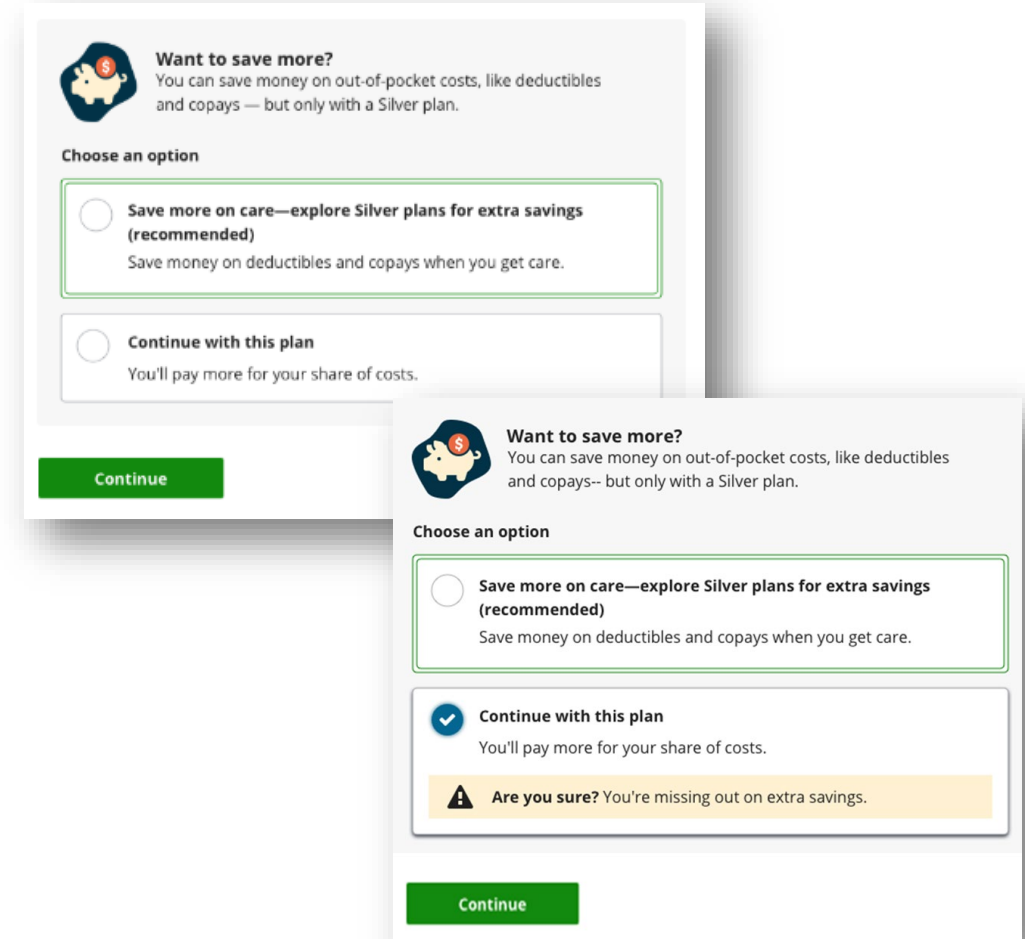 Want to save more?
You can save money on out-of-pocket costs, like deductibles
and copays — but only with a Silver plan.
Choose an option
Save more on care—explore Silver plans for extra savings
(recommended)
Save money on deductibles and copays when you get care.
Continue with this plan
You'll pay more for your share of costs.
Continue
$
Want to save more?
You can save money on out-of-pocket costs, like deductibles
and copays-- but only with a Silver plan.
Choose an option
Save more on care—explore Silver plans for extra savings
(recommended)
Save money on deductibles and copays when you get care.
Continue with this plan
You'll pay more for your share of costs.
Are you sure? You're missing out on extra savings.
Continue
$